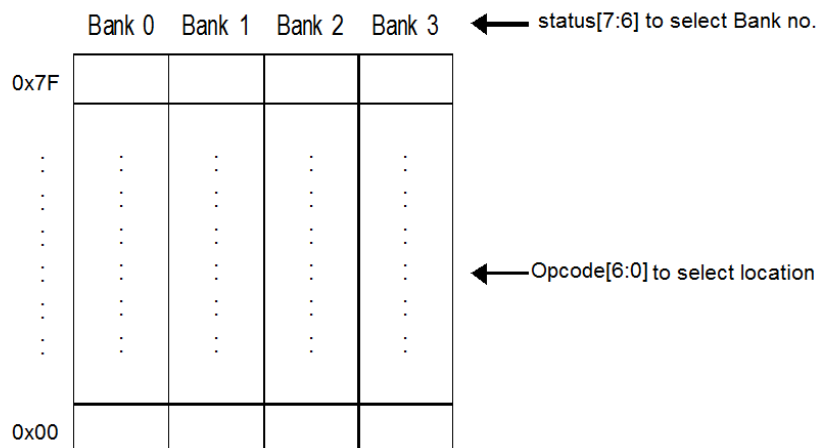 Bank 0 Bank 1 Bank 2 Bank 3 status[7:6] to select Bank no.
0x7F
Opcode[6:0] to select location
0x00